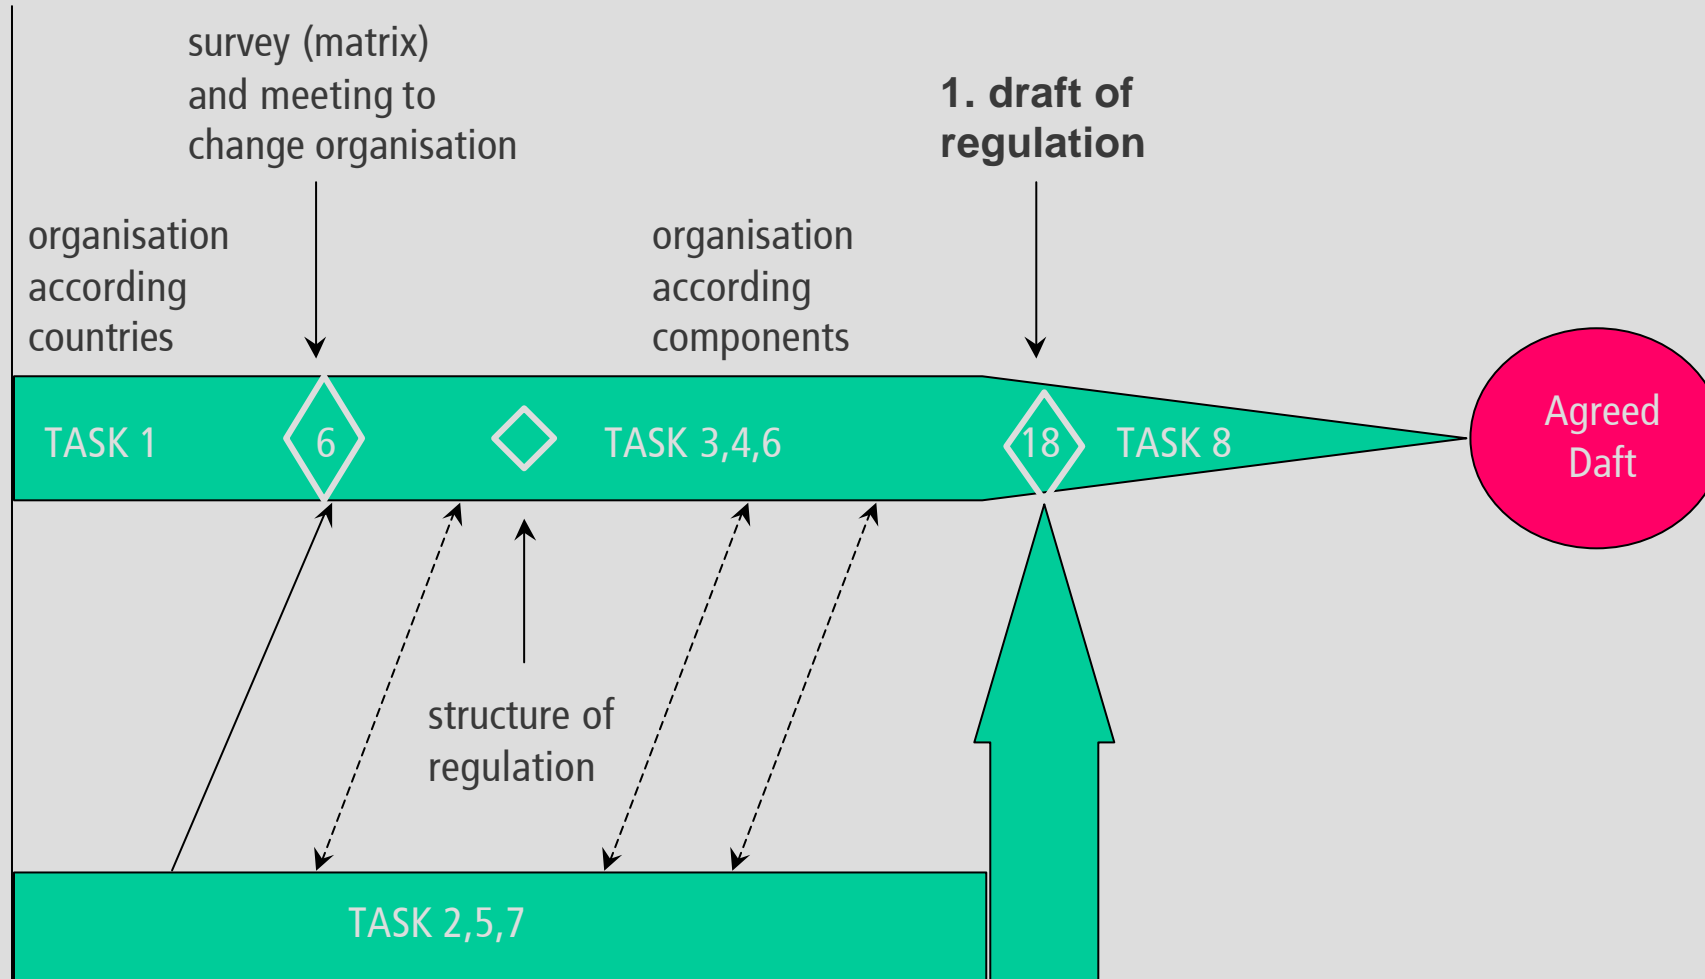 survey (matrix)
and meeting to
change organisation
1. draft of
regulation
organisation
according
countries
organisation
according
components
TASK 1
6
TASK 3,4,6
18
TASK 8
Agreed
Daft
structure of
regulation
TASK 2,5,7